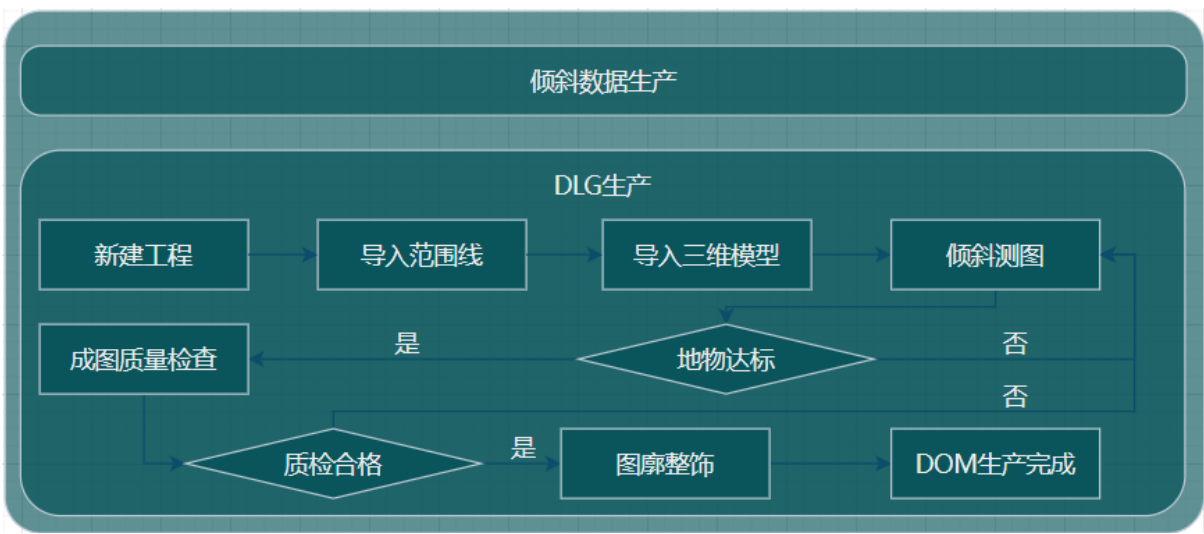 倾斜数据生产
DLG生产
新建工程
导入范围线
导入三维模型
倾斜测图
成图质量检查
是
地物达标
否
否
质检合格
是
图廓整饰
DOM生产完成